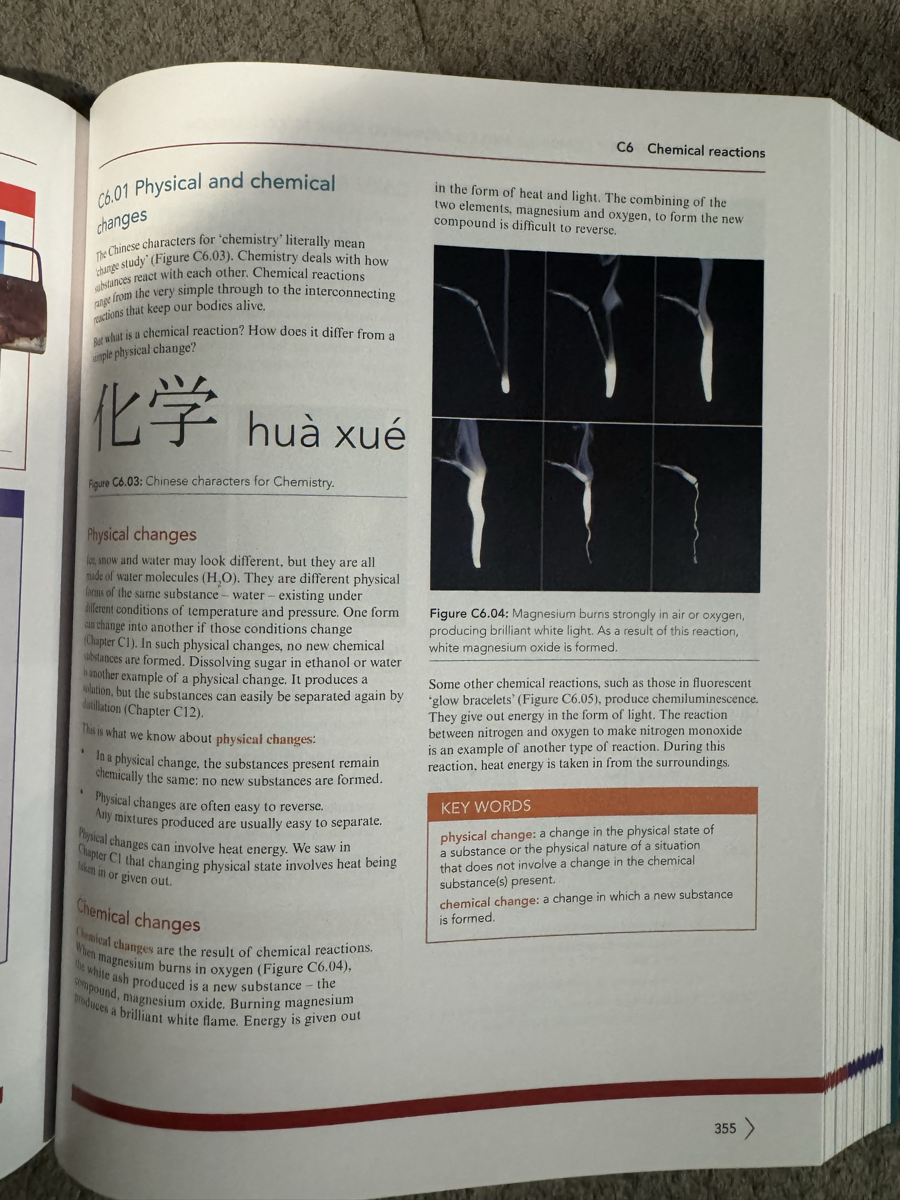 C6 Chemical reactions
C6.01 Physical and chemical
changes
The Chinese characters for ‘chemistry’ literally mean
‘change study’ (Figure C6.03). Chemistry deals with how
substances react with each other. Chemical reactions
range from the very simple through to the interconnecting
reactions that keep our bodies alive.
But what is a chemical reaction? How does it differ from a
simple physical change?
化学 huà xué
Figure C6.03: Chinese characters for Chemistry.
Physical changes
Ice, snow and water may look different, but they are all
made of water molecules (H₂O). They are different physical
forms of the same substance – water – existing under
different conditions of temperature and pressure. One form
can change into another if those conditions change
(Chapter C1). In such physical changes, no new chemical
substances are formed. Dissolving sugar in ethanol or water
is another example of a physical change. It produces a
solution, but the substances can easily be separated again by
distillation (Chapter C12).
This is what we know about physical changes:
• In a physical change, the substances present remain
chemically the same: no new substances are formed.
• Physical changes are often easy to reverse.
Any mixtures produced are usually easy to separate.
Physical changes can involve heat energy. We saw in
Chapter C1 that changing physical state involves heat being
taken in or given out.
Chemical changes
Chemical changes are the result of chemical reactions.
When magnesium burns in oxygen (Figure C6.04),
the white ash produced is a new substance – the
compound, magnesium oxide. Burning magnesium
produces a brilliant white flame. Energy is given out
in the form of heat and light. The combining of the
two elements, magnesium and oxygen, to form the new
compound is difficult to reverse.
Figure C6.04: Magnesium burns strongly in air or oxygen,
producing brilliant white light. As a result of this reaction,
white magnesium oxide is formed.
Some other chemical reactions, such as those in fluorescent
‘glow bracelets’ (Figure C6.05), produce chemiluminescence.
They give out energy in the form of light. The reaction
between nitrogen and oxygen to make nitrogen monoxide
is an example of another type of reaction. During this
reaction, heat energy is taken in from the surroundings.
KEY WORDS
physical change: a change in the physical state of
a substance or the physical nature of a situation
that does not involve a change in the chemical
substance(s) present.
chemical change: a change in which a new substance
is formed.
355